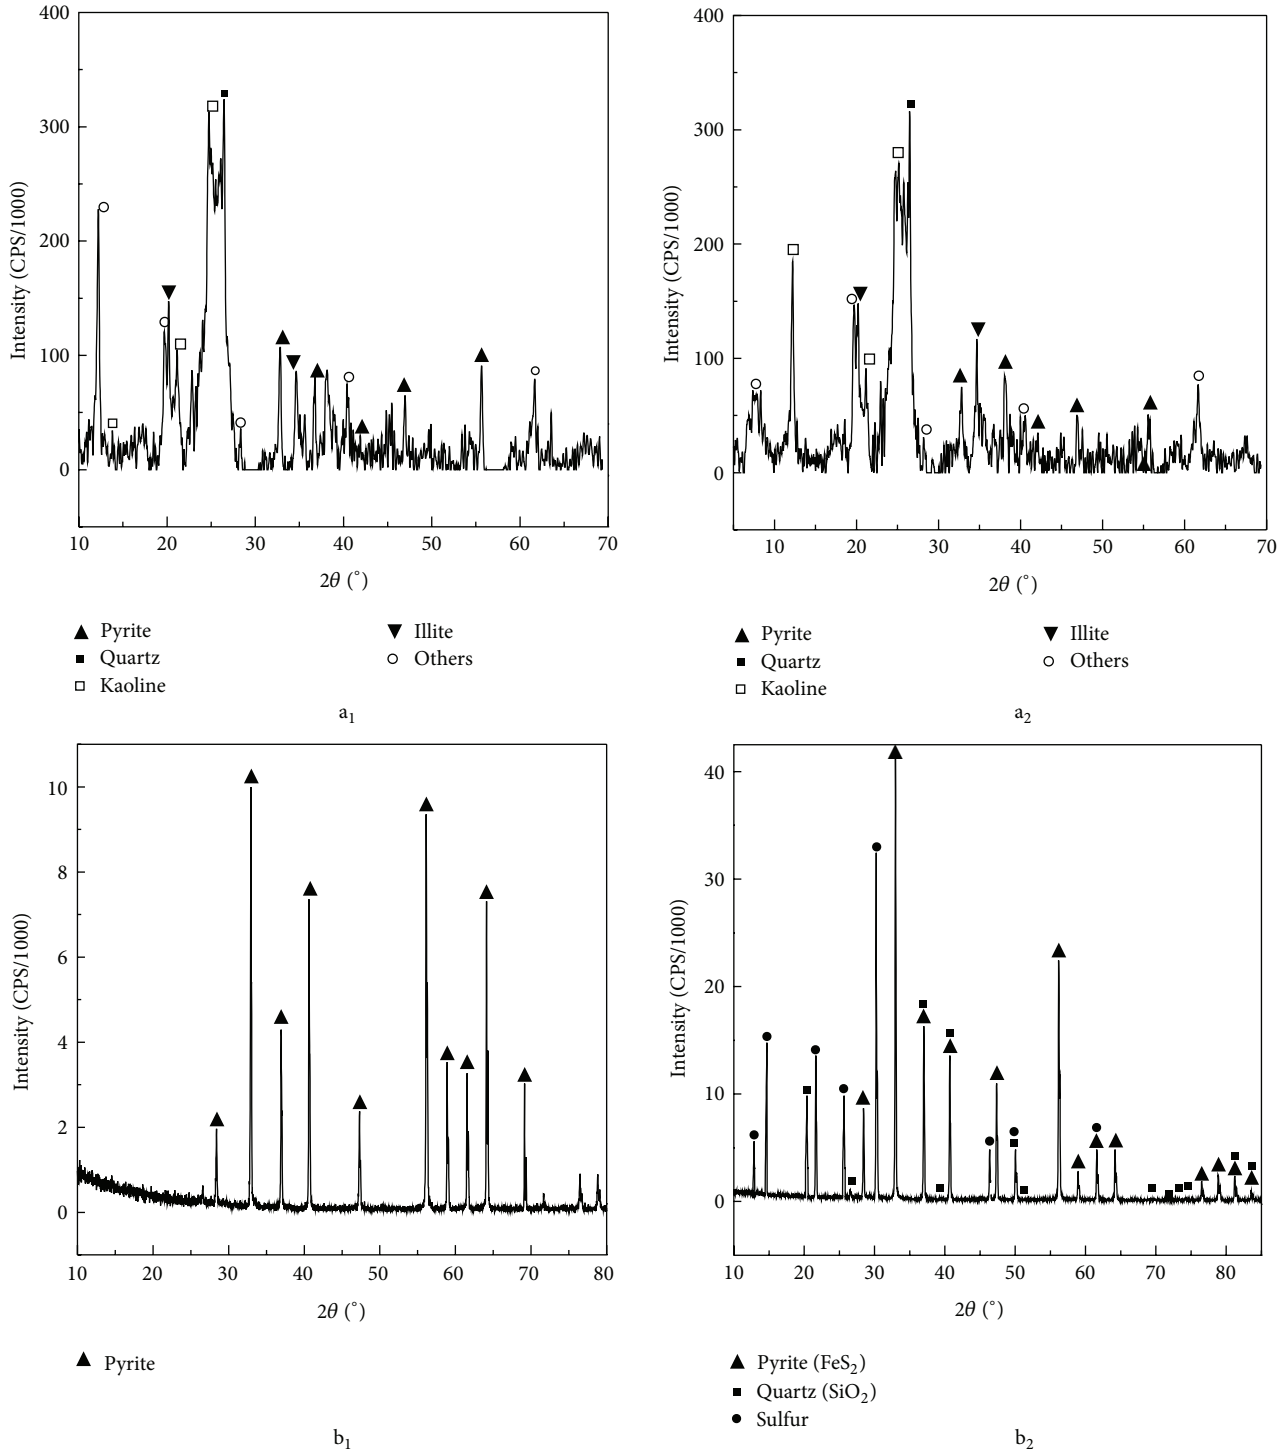 400
300
200
100
0
Intensity (CPS/1000)
10 20 30 40 50 60 70
2θ (°)
Pyrite
Quartz
Kaoline
Illite
Others
a1
400
300
200
100
0
Intensity (CPS/1000)
10 20 30 40 50 60 70
2θ (°)
Pyrite
Quartz
Kaoline
Illite
Others
a2
10
8
6
4
2
0
Intensity (CPS/1000)
10 20 30 40 50 60 70 80
2θ (°)
Pyrite
b1
40
30
20
10
0
Intensity (CPS/1000)
10 20 30 40 50 60 70 80
2θ (°)
Pyrite (FeS2)
Quartz (SiO2)
Sulfur
b2